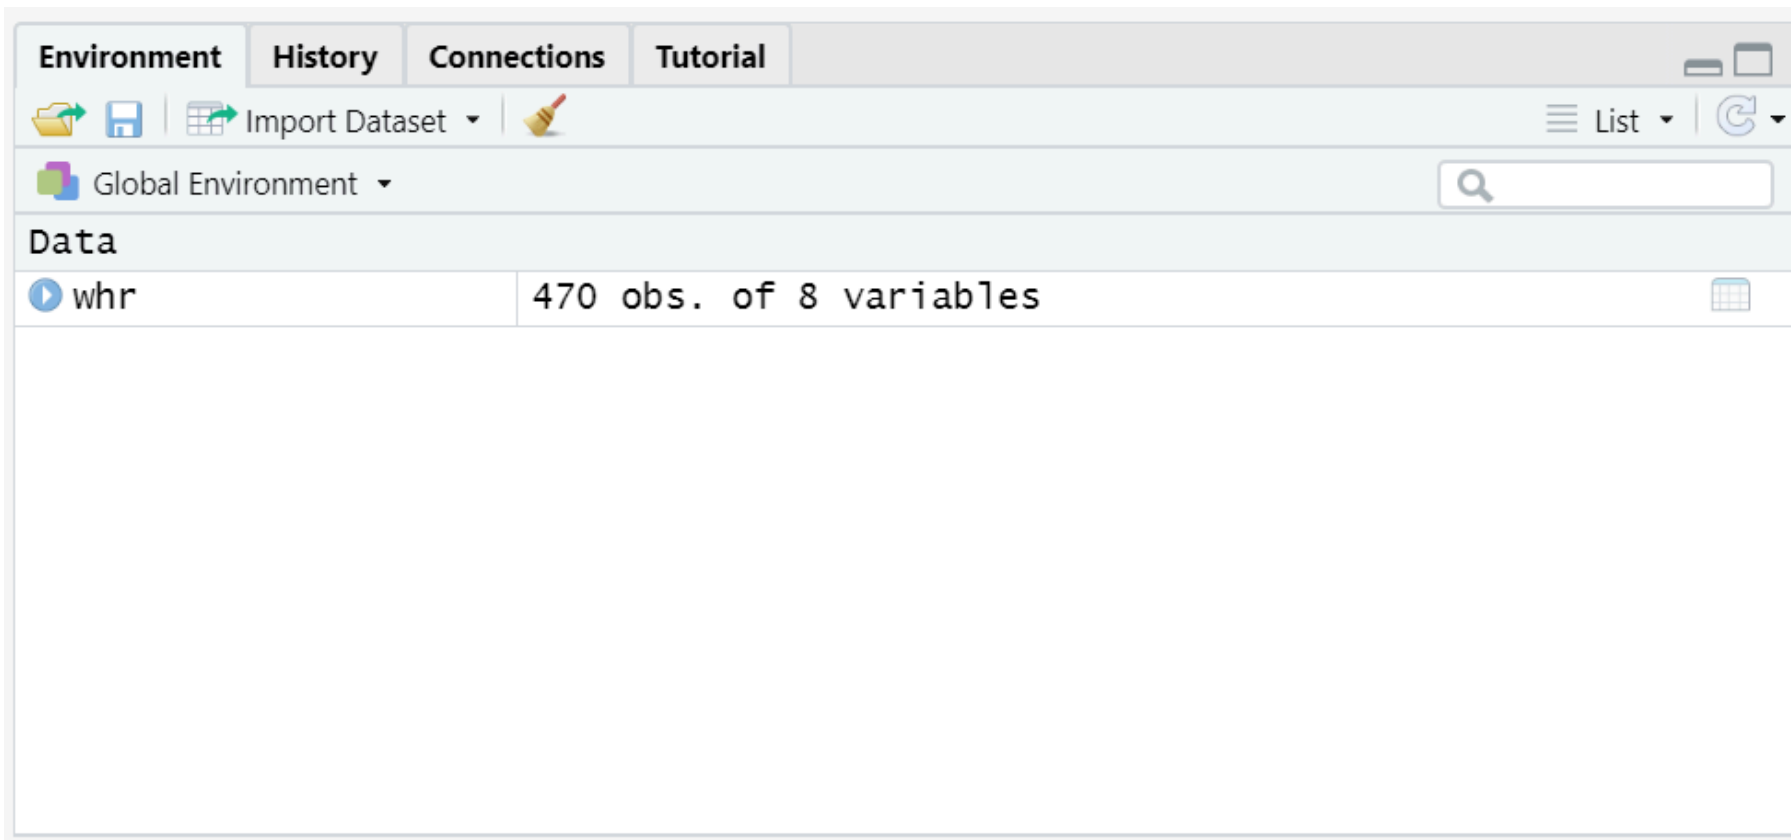 Environment History Connections Tutorial
Import Dataset List
Global Environment
Data
whr 470 obs. of 8 variables